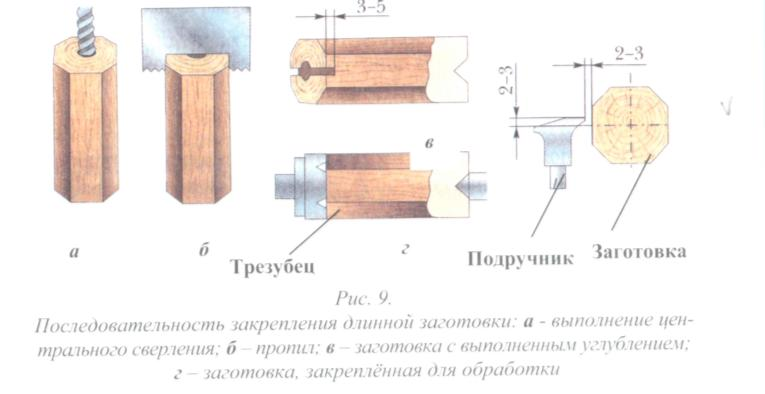 3-5
2-3
2-3
в
а
б
г
Трезубец
Подручник
Заготовка
Рис. 9.
Последовательность закрепления длинной заготовки: а - выполнение цен-
трального сверления; б – пропил; в – заготовка с выполненным углублением;
г – заготовка, закреплённая для обработки